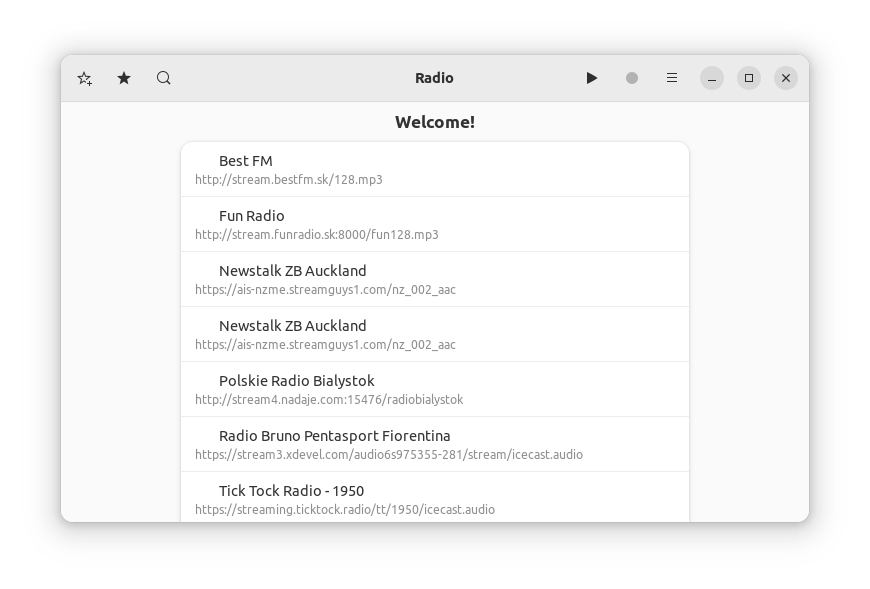 Radio
Welcome!
Best FM
http://stream.bestfm.sk/128.mp3
Fun Radio
http://stream.funradio.sk:8000/fun128.mp3
Newstalk ZB Auckland
https://ais-nzme.streamguys1.com/nz_002_aac
Newstalk ZB Auckland
https://ais-nzme.streamguys1.com/nz_002_aac
Polskie Radio Bialystok
http://stream4.nadaje.com:15476/radiobialystok
Radio Bruno Pentasport Fiorentina
https://stream3.xdevel.com/audio6s975355-281/stream/icecast.audio
Tick Tock Radio - 1950
https://streaming.ticktock.radio/tt/1950/icecast.audio